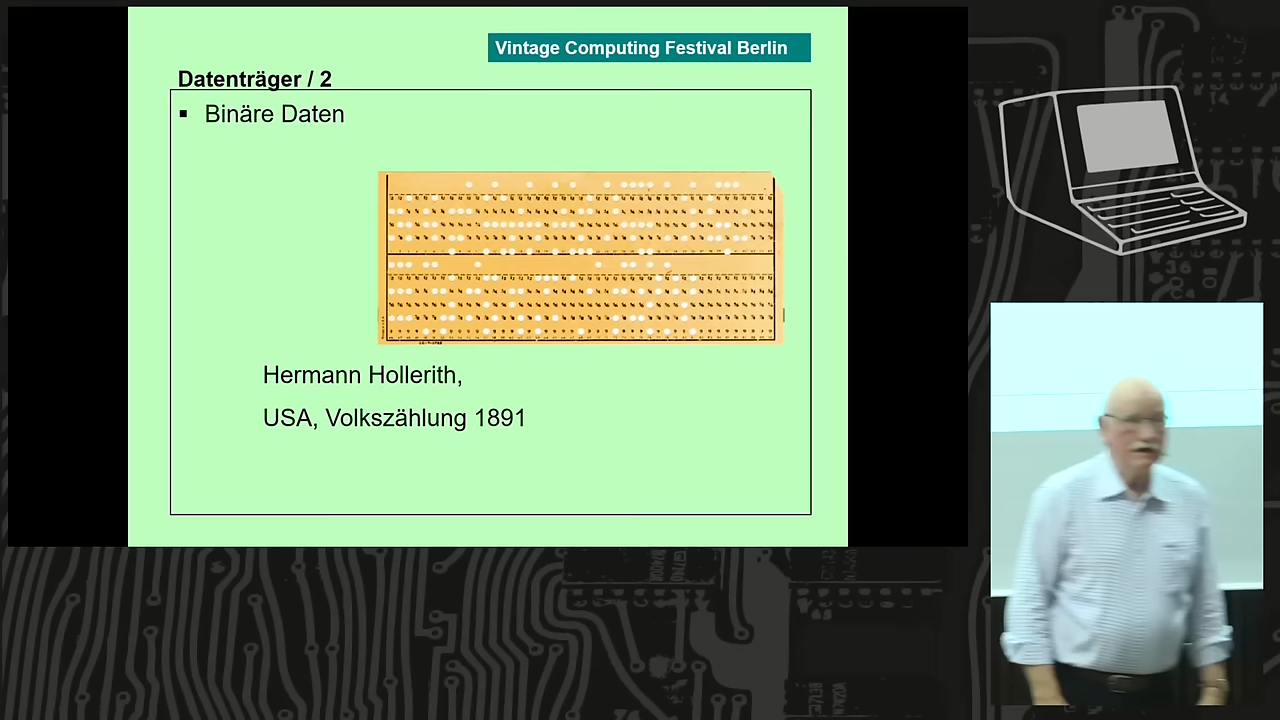 Vintage Computing Festival Berlin
Datenträger / 2
▪ Binäre Daten
Hermann Hollerith,
USA, Volkszählung 1891